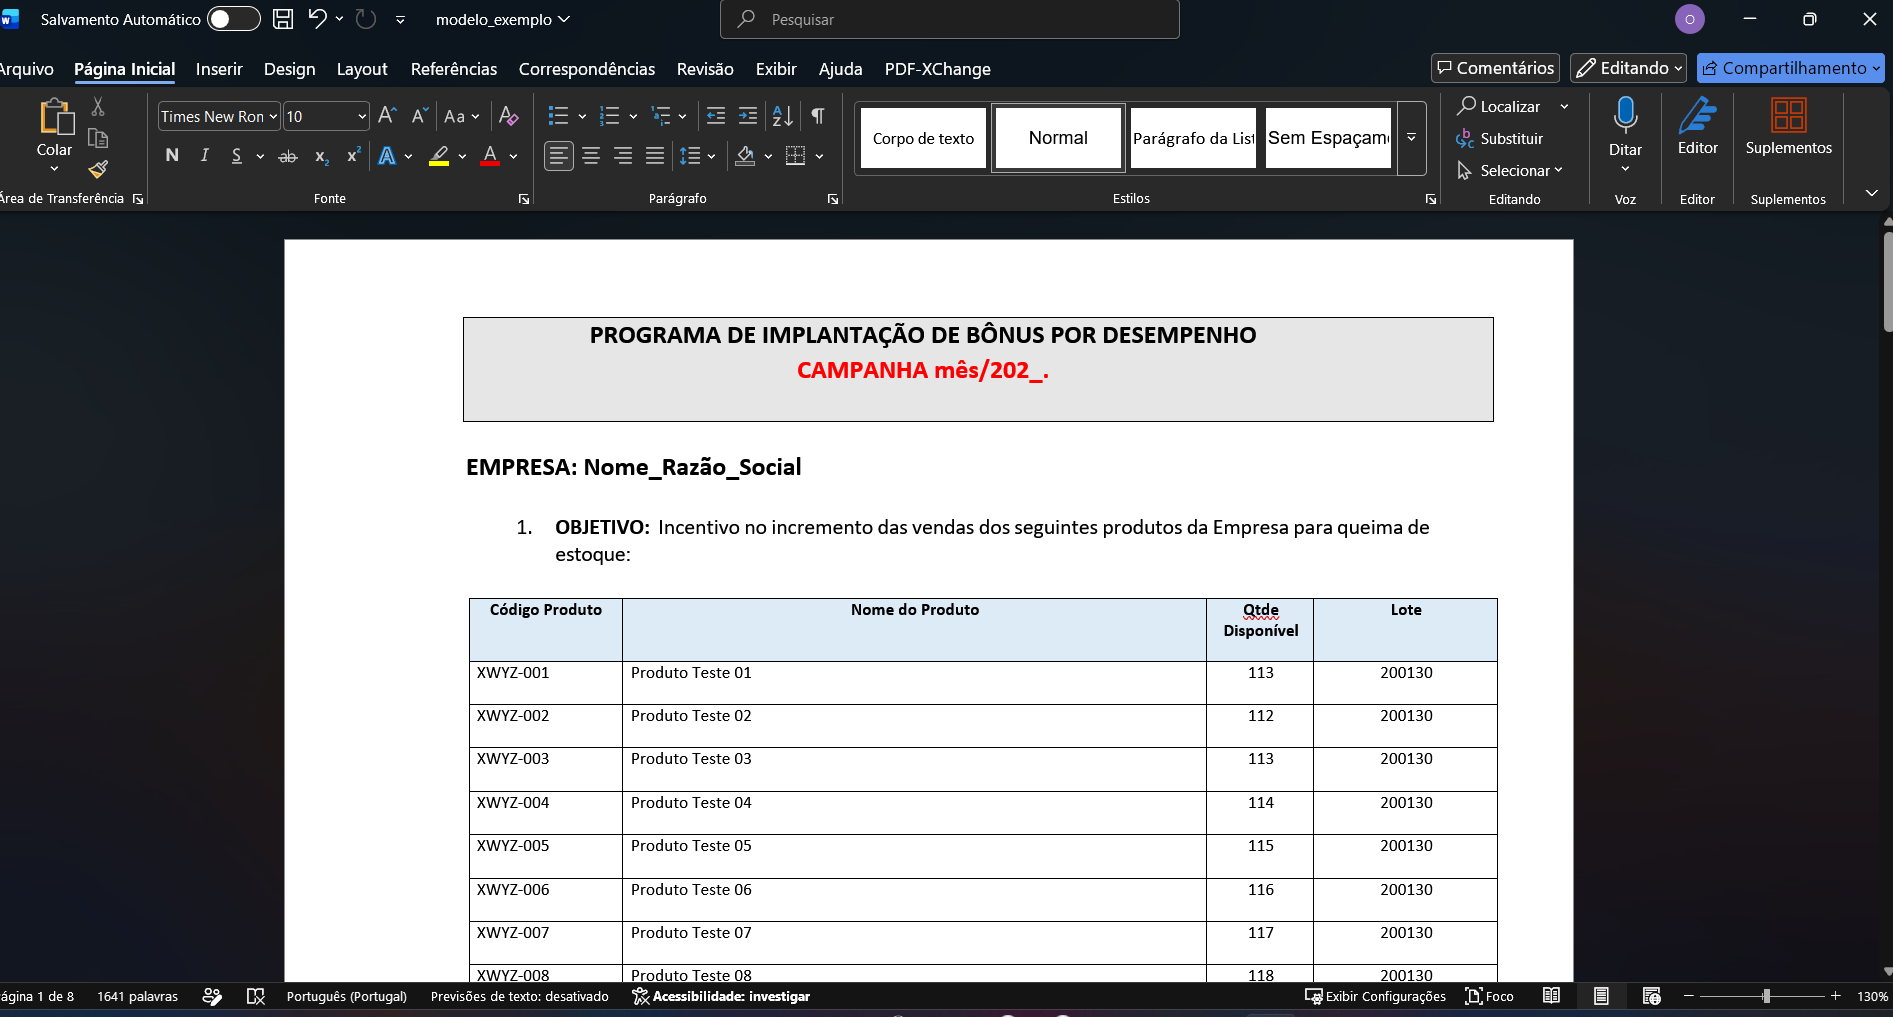 Salvamento Automático
modelo_exemplo
Pesquisar
O
Arquivo Página Inicial Inserir Design Layout Referências Correspondências Revisão Exibir Ajuda PDF-XChange
Comentários Editando Compartilhamento
Colar
Área de Transferência
Times New Ron 10
Aa
N I S ab x₂ x² A A
Fonte
Parágrafo
Corpo de texto Normal Parágrafo da List Sem Espaçam
Estilos
Localizar
Substituir
Selecionar
Editando
Ditar
Voz
Editor
Editor
Suplementos
Suplementos
PROGRAMA DE IMPLANTAÇÃO DE BÔNUS POR DESEMPENHO
CAMPANHA mês/202_.
EMPRESA: Nome_Razão_Social
1. OBJETIVO: Incentivo no incremento das vendas dos seguintes produtos da Empresa para queima de
estoque:
Código Produto Nome do Produto Qtde Disponível Lote
XWYZ-001 Produto Teste 01 113 200130
XWYZ-002 Produto Teste 02 112 200130
XWYZ-003 Produto Teste 03 113 200130
XWYZ-004 Produto Teste 04 114 200130
XWYZ-005 Produto Teste 05 115 200130
XWYZ-006 Produto Teste 06 116 200130
XWYZ-007 Produto Teste 07 117 200130
XWYZ-008 Produto Teste 08 118 200130
ágina 1 de 8 1641 palavras Português (Portugal) Previsões de texto: desativado Acessibilidade: investigar Exibir Configurações Foco 130%